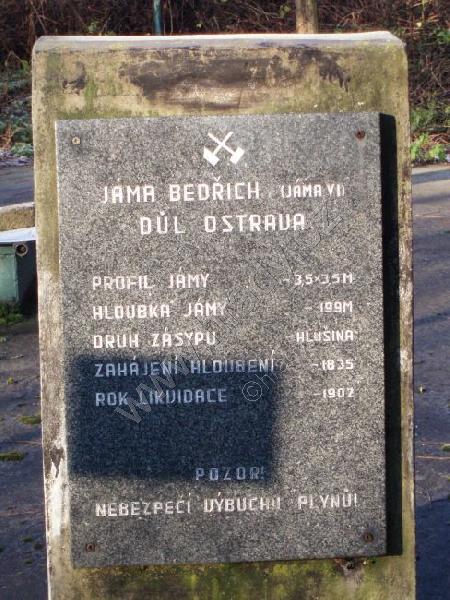 JÁMA BEDŘICH (JÁMA VI)
DŮL OSTRAVA
PROFIL JÁMY - 3,5×3,5M
HLOUBKA JÁMY - 109M
DRUH ZÁSYPU HLUŠINA
ZAHÁJENÍ HLOUBENÍ - 1835
ROK LIKVIDACE - 1902
POZOR!
NEBEZPEČÍ VÝBUCHU PLYNŮ!